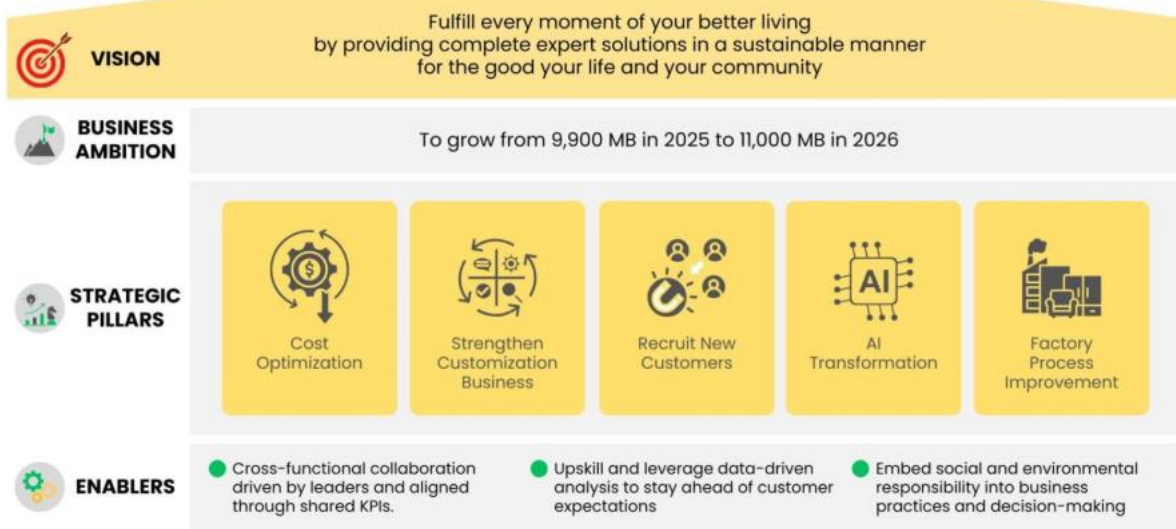 VISION
Fulfill every moment of your better living
by providing complete expert solutions in a sustainable manner
for the good your life and your community
BUSINESS
AMBITION
To grow from 9,900 MB in 2025 to 11,000 MB in 2026
STRATEGIC
PILLARS
Cost
Optimization
Strengthen
Customization
Business
Recruit New
Customers
AI
AI
Transformation
Factory
Process
Improvement
ENABLERS
Cross-functional collaboration
driven by leaders and aligned
through shared KPIs.
Upskill and leverage data-driven
analysis to stay ahead of customer
expectations
Embed social and environmental
responsibility into business
practices and decision-making